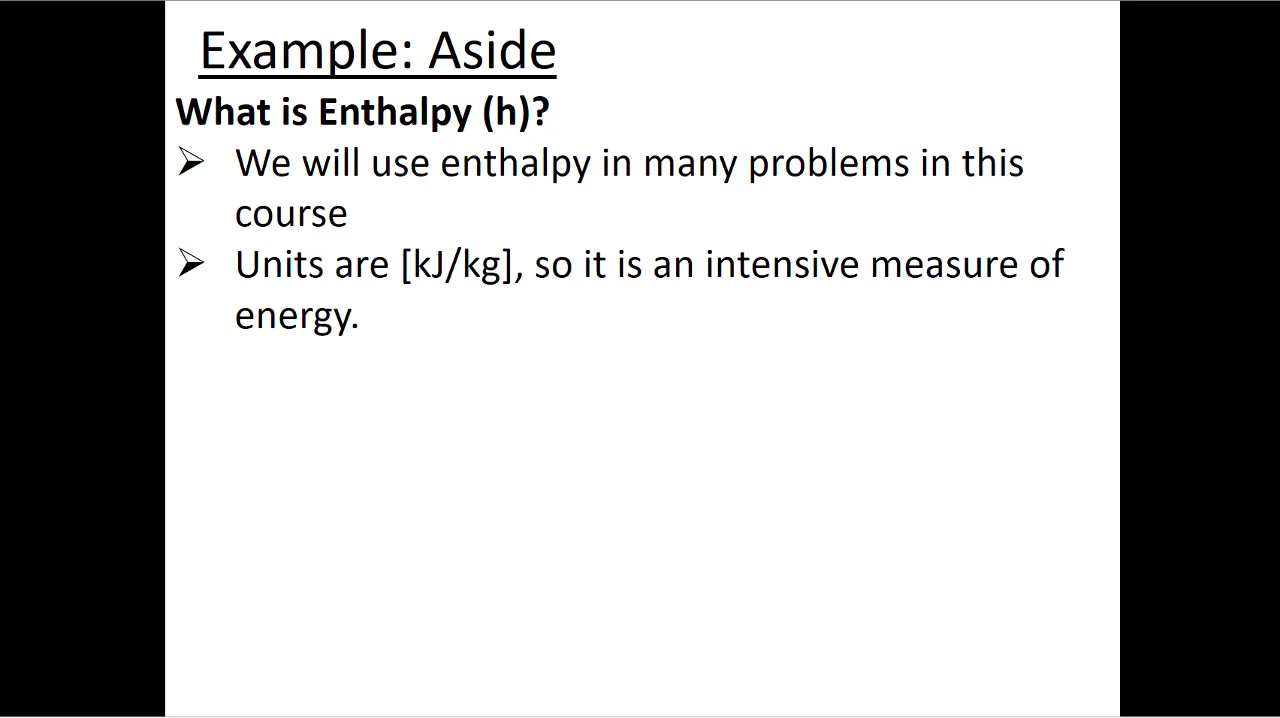 Example: Aside
What is Enthalpy (h)?
➢ We will use enthalpy in many problems in this
course
➢ Units are [kJ/kg], so it is an intensive measure of
energy.